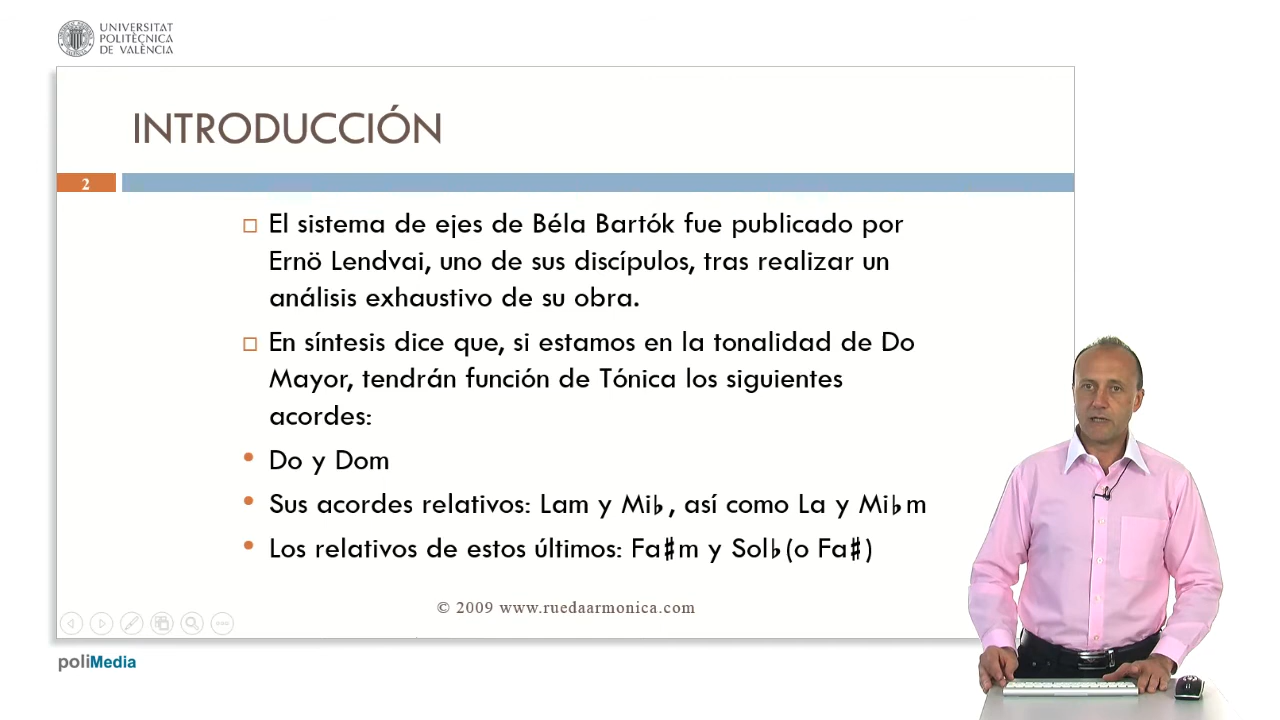 UNIVERSITAT
POLITÈCNICA
DE VALÈNCIA
INTRODUCCIÓN
2
El sistema de ejes de Béla Bartók fue publicado por
Ernö Lendvai, uno de sus discípulos, tras realizar un
análisis exhaustivo de su obra.
En síntesis dice que, si estamos en la tonalidad de Do
Mayor, tendrán función de Tónica los siguientes
acordes:
Do y Dom
Sus acordes relativos: Lam y Mi♭, así como La y Mi♭m
Los relativos de estos últimos: Fa♯m y Sol♭(o Fa♯)
© 2009 www.ruedaarmonica.com
poliMedia